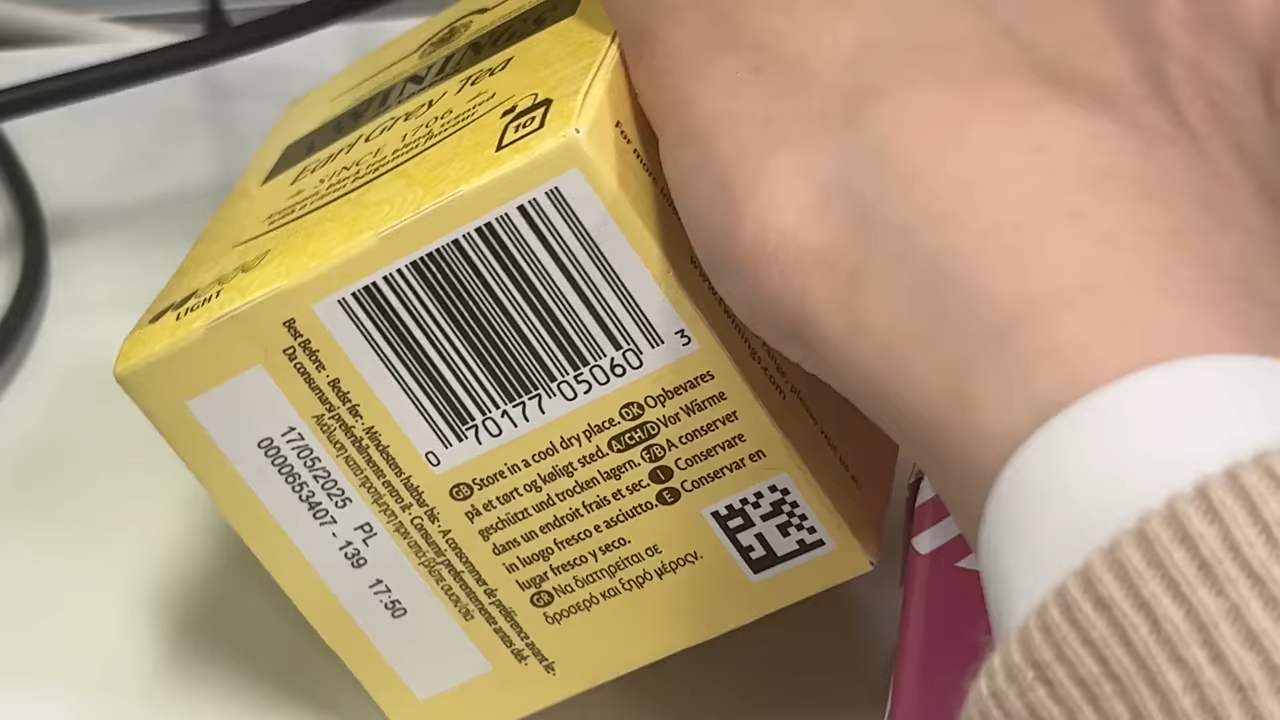 TWININGS
Earl Grey Tea
SINCE 1706
10
LIGHT
For more
www.twinings.com
0 70177 05060 3
Best Before · Bedst før: · Mindestens haltbar bis: · A consommer de préférence avant le:
Da consumarsi preferibilmente entro il: · Consumir preferentemente antes del:
17/05/2025 PL
0000653407 - 139 17:50
GB Store in a cool dry place. DK Opbevares
på et tørt og køligt sted. A/CH/D Vor Wärme
geschützt und trocken lagern. F/B A conserver
dans un endroit frais et sec. I Conservare
in luogo fresco e asciutto. E Conservar en
lugar fresco y seco.
GR Να διατηρείται σε
δροσερό και ξηρό μέρος.